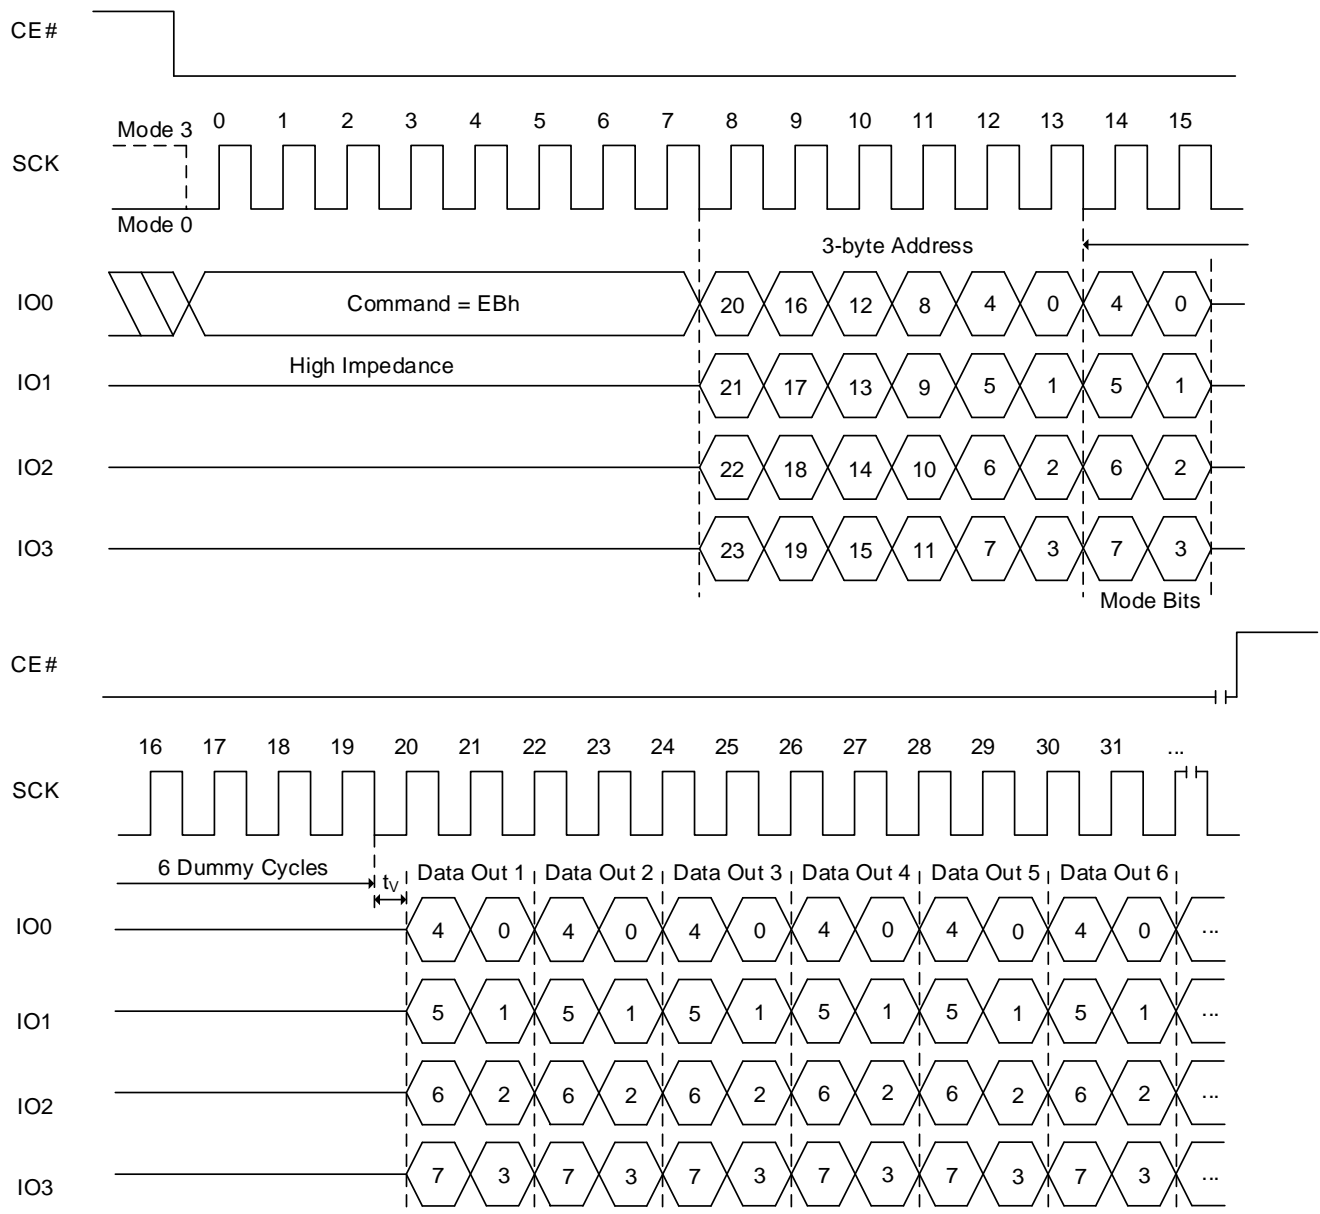 CE#
Mode 3 0 1 2 3 4 5 6 7 8 9 10 11 12 13 14 15
SCK
Mode 0
3-byte Address
IO0 Command = EBh 20 16 12 8 4 0 4 0
High Impedance
IO1 21 17 13 9 5 1 5 1
IO2 22 18 14 10 6 2 6 2
IO3 23 19 15 11 7 3 7 3
Mode Bits
CE#
16 17 18 19 20 21 22 23 24 25 26 27 28 29 30 31 ...
SCK
6 Dummy Cycles tV Data Out 1 Data Out 2 Data Out 3 Data Out 4 Data Out 5 Data Out 6
IO0 4 0 4 0 4 0 4 0 4 0 4 0 ...
IO1 5 1 5 1 5 1 5 1 5 1 5 1 ...
IO2 6 2 6 2 6 2 6 2 6 2 6 2 ...
IO3 7 3 7 3 7 3 7 3 7 3 7 3 ...